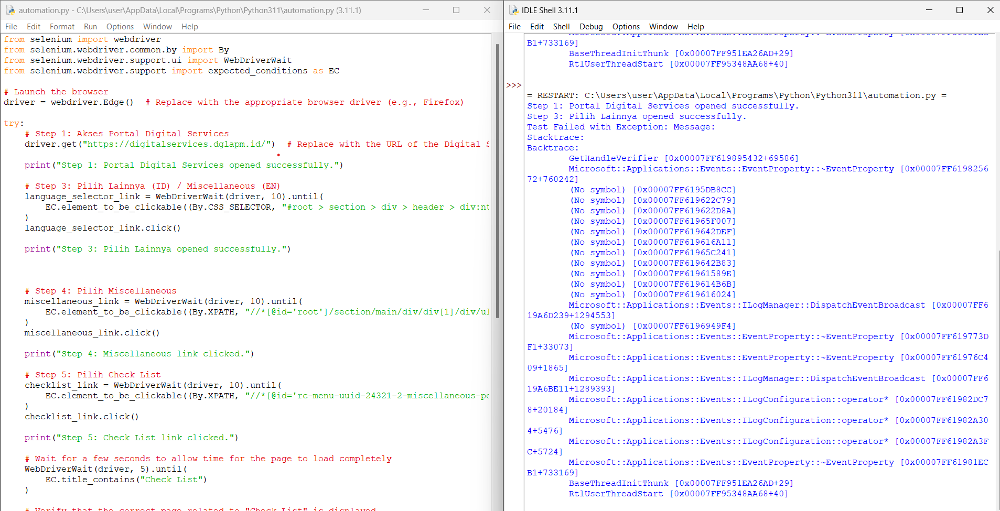 automation.py - C:\Users\user\AppData\Local\Programs\Python\Python311\automation.py (3.11.1)
File Edit Format Run Options Window Help
from selenium import webdriver
from selenium.webdriver.common.by import By
from selenium.webdriver.support.ui import WebDriverWait
from selenium.webdriver.support import expected_conditions as EC
# Launch the browser
driver = webdriver.Edge()  # Replace with the appropriate browser driver (e.g., Firefox)
try:
    # Step 1: Akses Portal Digital Services
    driver.get("https://digitalservices.dglapm.id/")  # Replace with the URL of the Digital S
    print("Step 1: Portal Digital Services opened successfully.")
    # Step 3: Pilih Lainnya (ID) / Miscellaneous (EN)
    language_selector_link = WebDriverWait(driver, 10).until(
        EC.element_to_be_clickable((By.CSS_SELECTOR, "#root > section > div > header > div:nt
    )
    language_selector_link.click()
    print("Step 3: Pilih Lainnya opened successfully.")
    # Step 4: Pilih Miscellaneous
    miscellaneous_link = WebDriverWait(driver, 10).until(
        EC.element_to_be_clickable((By.XPATH, "//*[@id='root']/section/main/div/div[1]/div/ul
    )
    miscellaneous_link.click()
    print("Step 4: Miscellaneous link clicked.")
    # Step 5: Pilih Check List
    checklist_link = WebDriverWait(driver, 10).until(
        EC.element_to_be_clickable((By.XPATH, "//*[@id='rc-menu-uuid-24321-2-miscellaneous-po
    )
    checklist_link.click()
    print("Step 5: Check List link clicked.")
    # Wait for a few seconds to allow time for the page to load completely
    WebDriverWait(driver, 5).until(
        EC.title_contains("Check List")
    )
    # Verify that the correct page related to "Check List" is displayed
IDLE Shell 3.11.1
File Edit Shell Debug Options Window Help
Microsoft::Applications::Events::EventProperty::~EventProperty [0x00007FF61981EC
B1+733169]
        BaseThreadInitThunk [0x00007FF951EA26AD+29]
        RtlUserThreadStart [0x00007FF95348AA68+40]
>>>
= RESTART: C:\Users\user\AppData\Local\Programs\Python\Python311\automation.py =
Step 1: Portal Digital Services opened successfully.
Step 3: Pilih Lainnya opened successfully.
Test Failed with Exception: Message:
Stacktrace:
Backtrace:
        GetHandleVerifier [0x00007FF619895432+69586]
        Microsoft::Applications::Events::EventProperty::~EventProperty [0x00007FF6198256
72+760242]
        (No symbol) [0x00007FF6195DB8CC]
        (No symbol) [0x00007FF619622C79]
        (No symbol) [0x00007FF619622D8A]
        (No symbol) [0x00007FF61965F007]
        (No symbol) [0x00007FF619642DEF]
        (No symbol) [0x00007FF619616A11]
        (No symbol) [0x00007FF61965C241]
        (No symbol) [0x00007FF619642B83]
        (No symbol) [0x00007FF61961589E]
        (No symbol) [0x00007FF619614B6B]
        (No symbol) [0x00007FF619616024]
        Microsoft::Applications::Events::ILogManager::DispatchEventBroadcast [0x00007FF6
19A6D239+1294553]
        (No symbol) [0x00007FF6196949F4]
        Microsoft::Applications::Events::EventProperty::~EventProperty [0x00007FF619773D
F1+33073]
        Microsoft::Applications::Events::EventProperty::~EventProperty [0x00007FF61976C4
09+1865]
        Microsoft::Applications::Events::ILogManager::DispatchEventBroadcast [0x00007FF6
19A6BE11+1289393]
        Microsoft::Applications::Events::ILogConfiguration::operator* [0x00007FF61982DC7
8+20184]
        Microsoft::Applications::Events::ILogConfiguration::operator* [0x00007FF61982A30
4+5476]
        Microsoft::Applications::Events::ILogConfiguration::operator* [0x00007FF61982A3F
C+5724]
        Microsoft::Applications::Events::EventProperty::~EventProperty [0x00007FF61981EC
B1+733169]
        BaseThreadInitThunk [0x00007FF951EA26AD+29]
        RtlUserThreadStart [0x00007FF95348AA68+40]